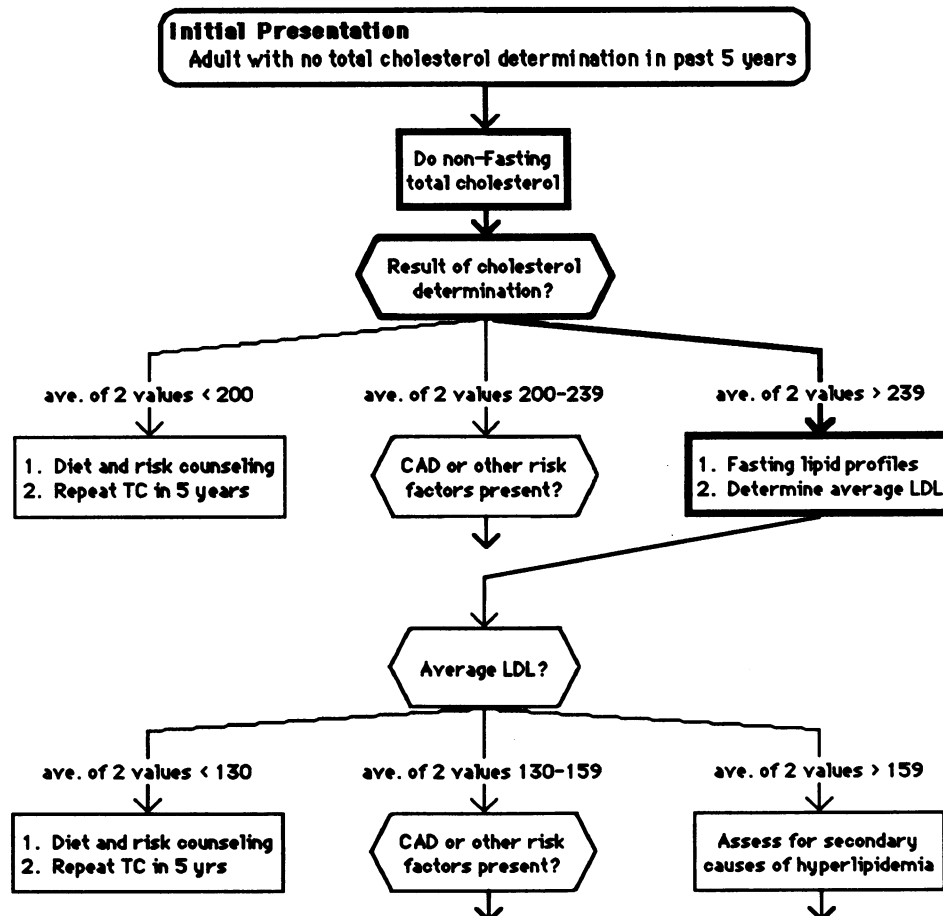 Initial Presentation
Adult with no total cholesterol determination in past 5 years
Do non-Fasting
total cholesterol
Result of cholesterol
determination?
ave. of 2 values < 200
ave. of 2 values 200-239
ave. of 2 values > 239
1. Diet and risk counseling
2. Repeat TC in 5 years
CAD or other risk
factors present?
1. Fasting lipid profiles
2. Determine average LDL
Average LDL?
ave. of 2 values < 130
ave. of 2 values 130-159
ave. of 2 values > 159
1. Diet and risk counseling
2. Repeat TC in 5 yrs
CAD or other risk
factors present?
Assess for secondary
causes of hyperlipidemia